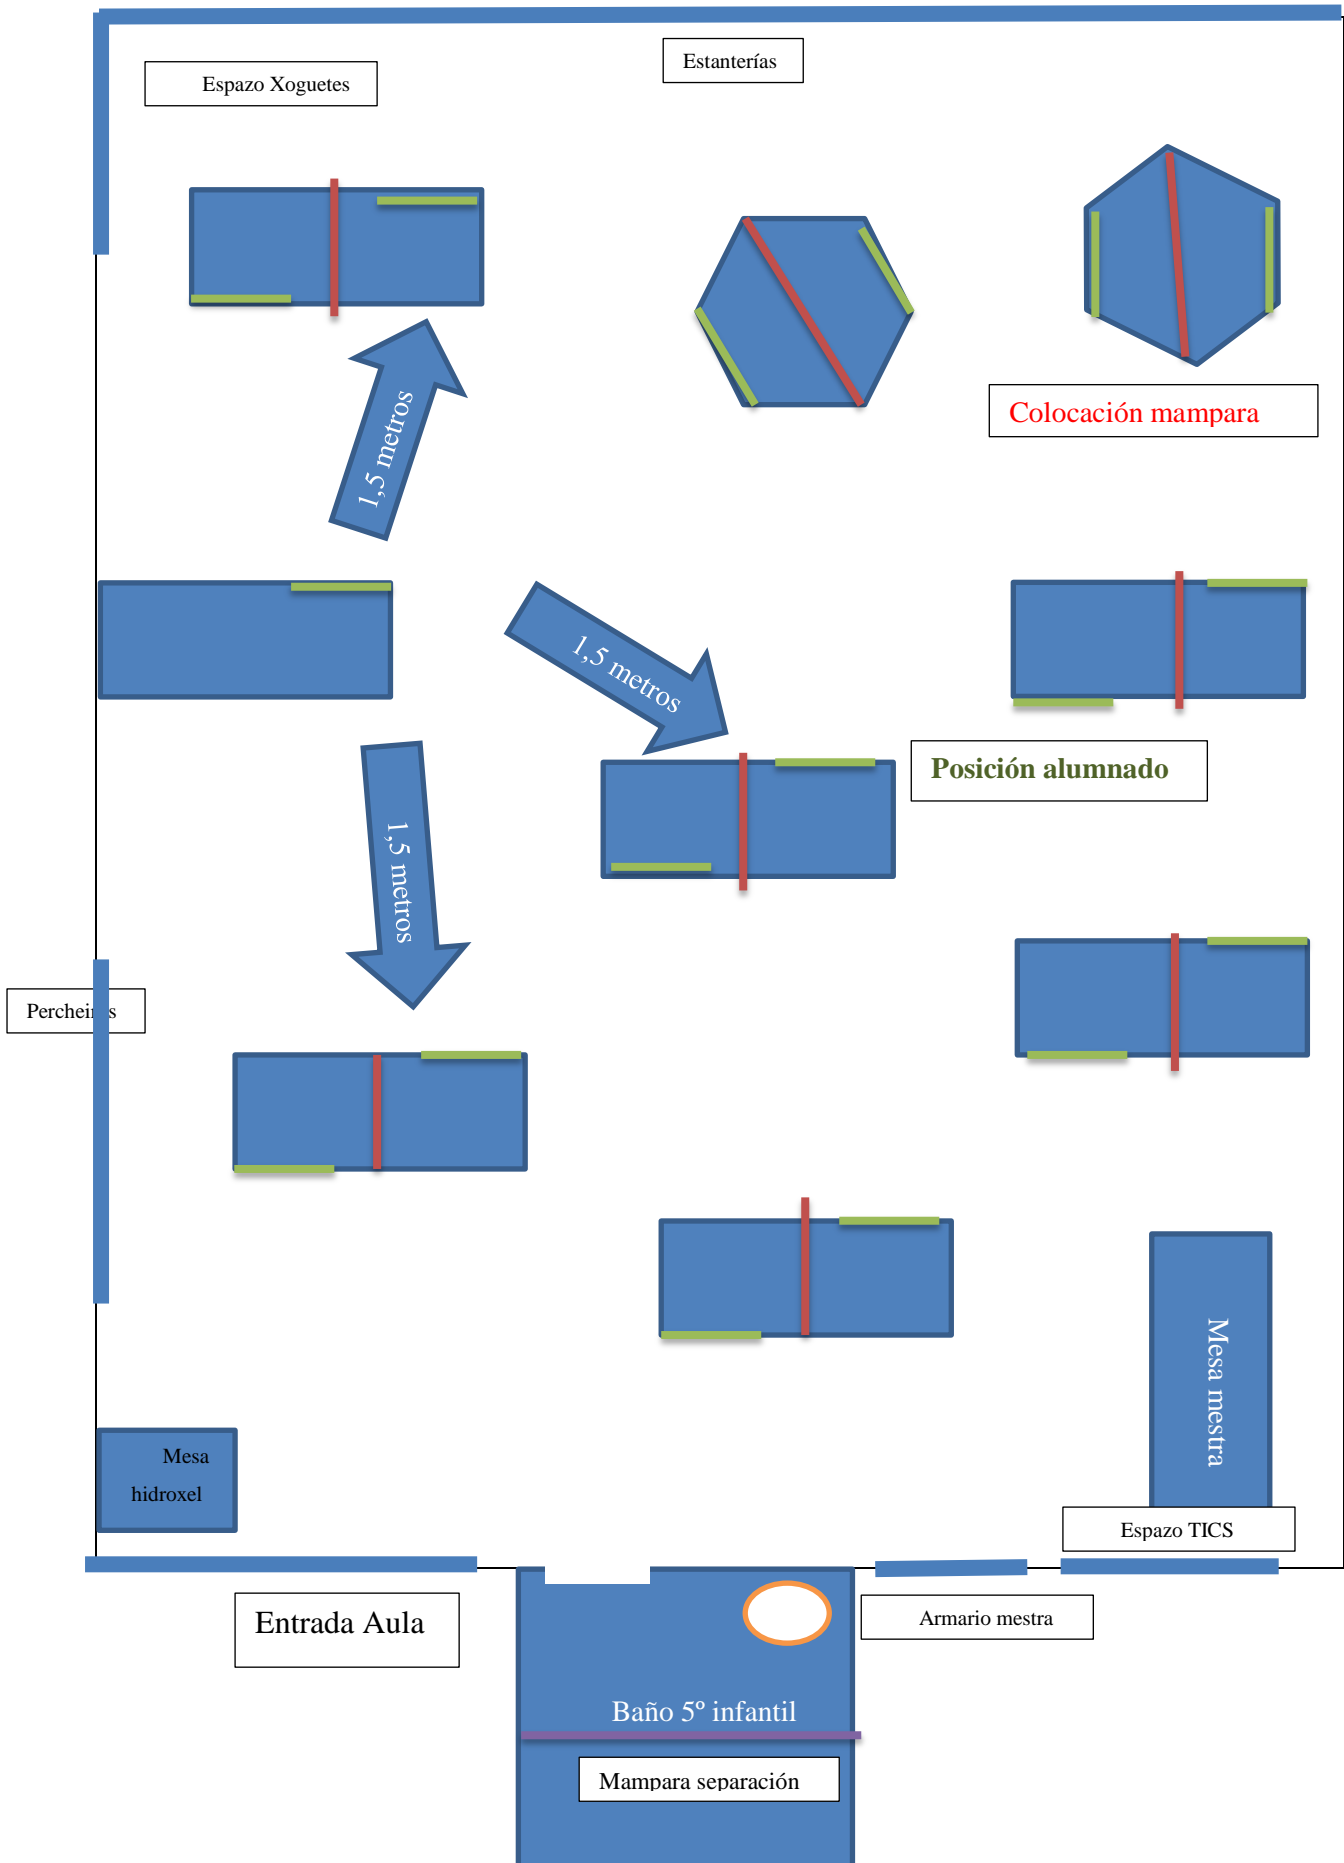 Espazo Xoguetes
Estanterías
Colocación mampara
1,5 metros
1,5 metros
Posición alumnado
1,5 metros
Mesa mestra
Mesa
hidroxel
Espazo TICS
Entrada Aula
Armario mestra
Baño 5º infantil
Mampara separación